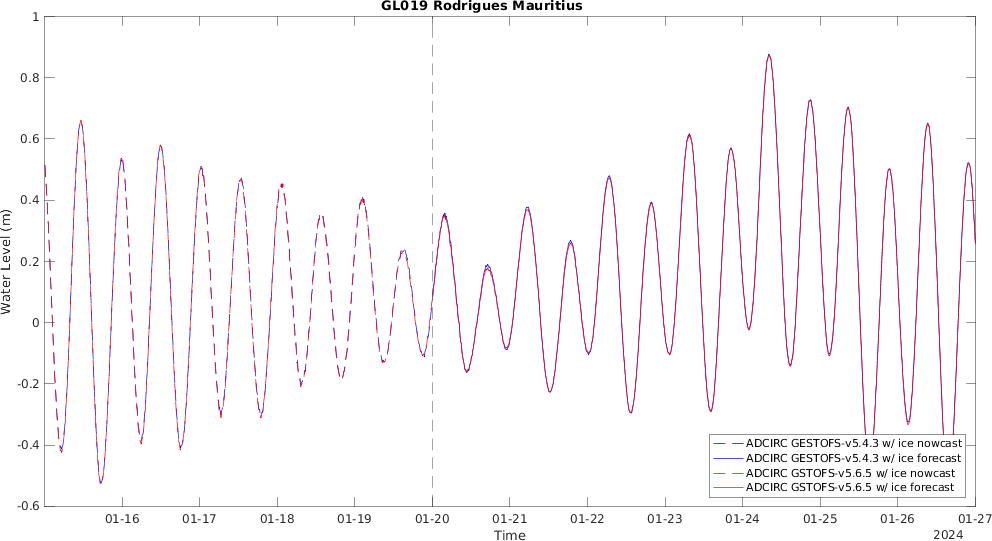 GL019 Rodrigues Mauritius
1
0.8
0.6
0.4
0.2
0
-0.2
-0.4
-0.6
Water Level (m)
ADCIRC GESTOFS-v5.4.3 w/ ice nowcast
ADCIRC GESTOFS-v5.4.3 w/ ice forecast
ADCIRC GSTOFS-v5.6.5 w/ ice nowcast
ADCIRC GSTOFS-v5.6.5 w/ ice forecast
01-16 01-17 01-18 01-19 01-20 01-21 01-22 01-23 01-24 01-25 01-26 01-27
Time
2024